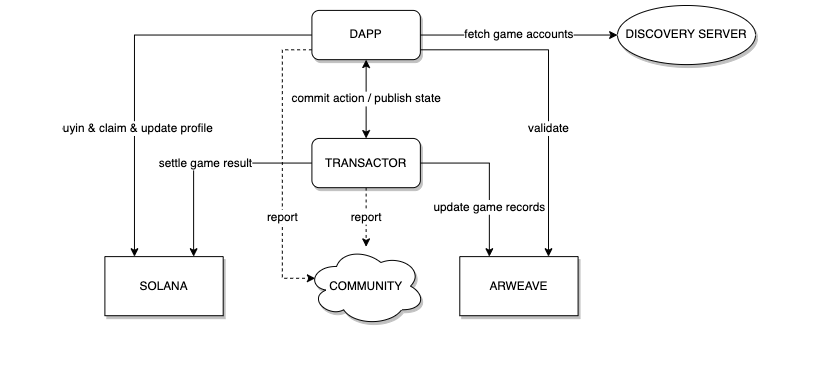 DAPP
fetch game accounts
DISCOVERY SERVER
commit action / publish state
uyin & claim & update profile
validate
settle game result
TRANSACTOR
update game records
report
report
SOLANA
COMMUNITY
ARWEAVE